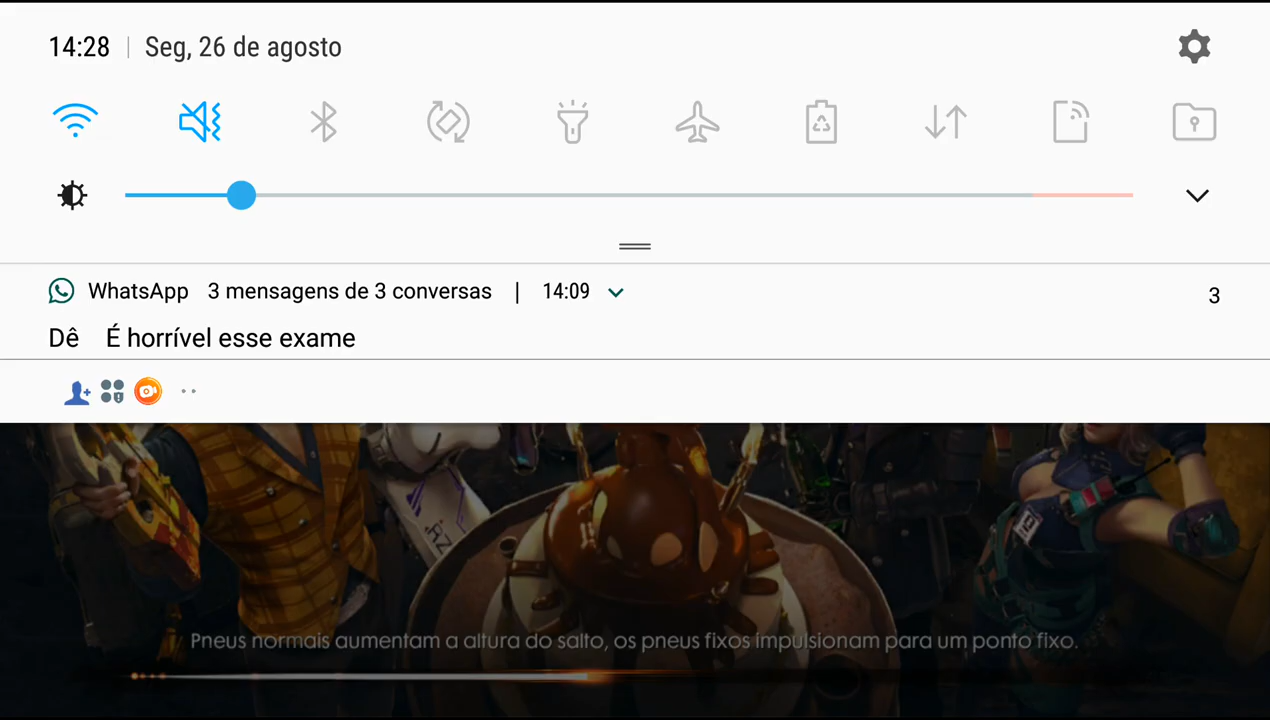 14:28 | Seg, 26 de agosto
WhatsApp 3 mensagens de 3 conversas | 14:09
3
Dê É horrível esse exame
.RZ
Pneus normais aumentam a altura do salto, os pneus fixos impulsionam para um ponto fixo.